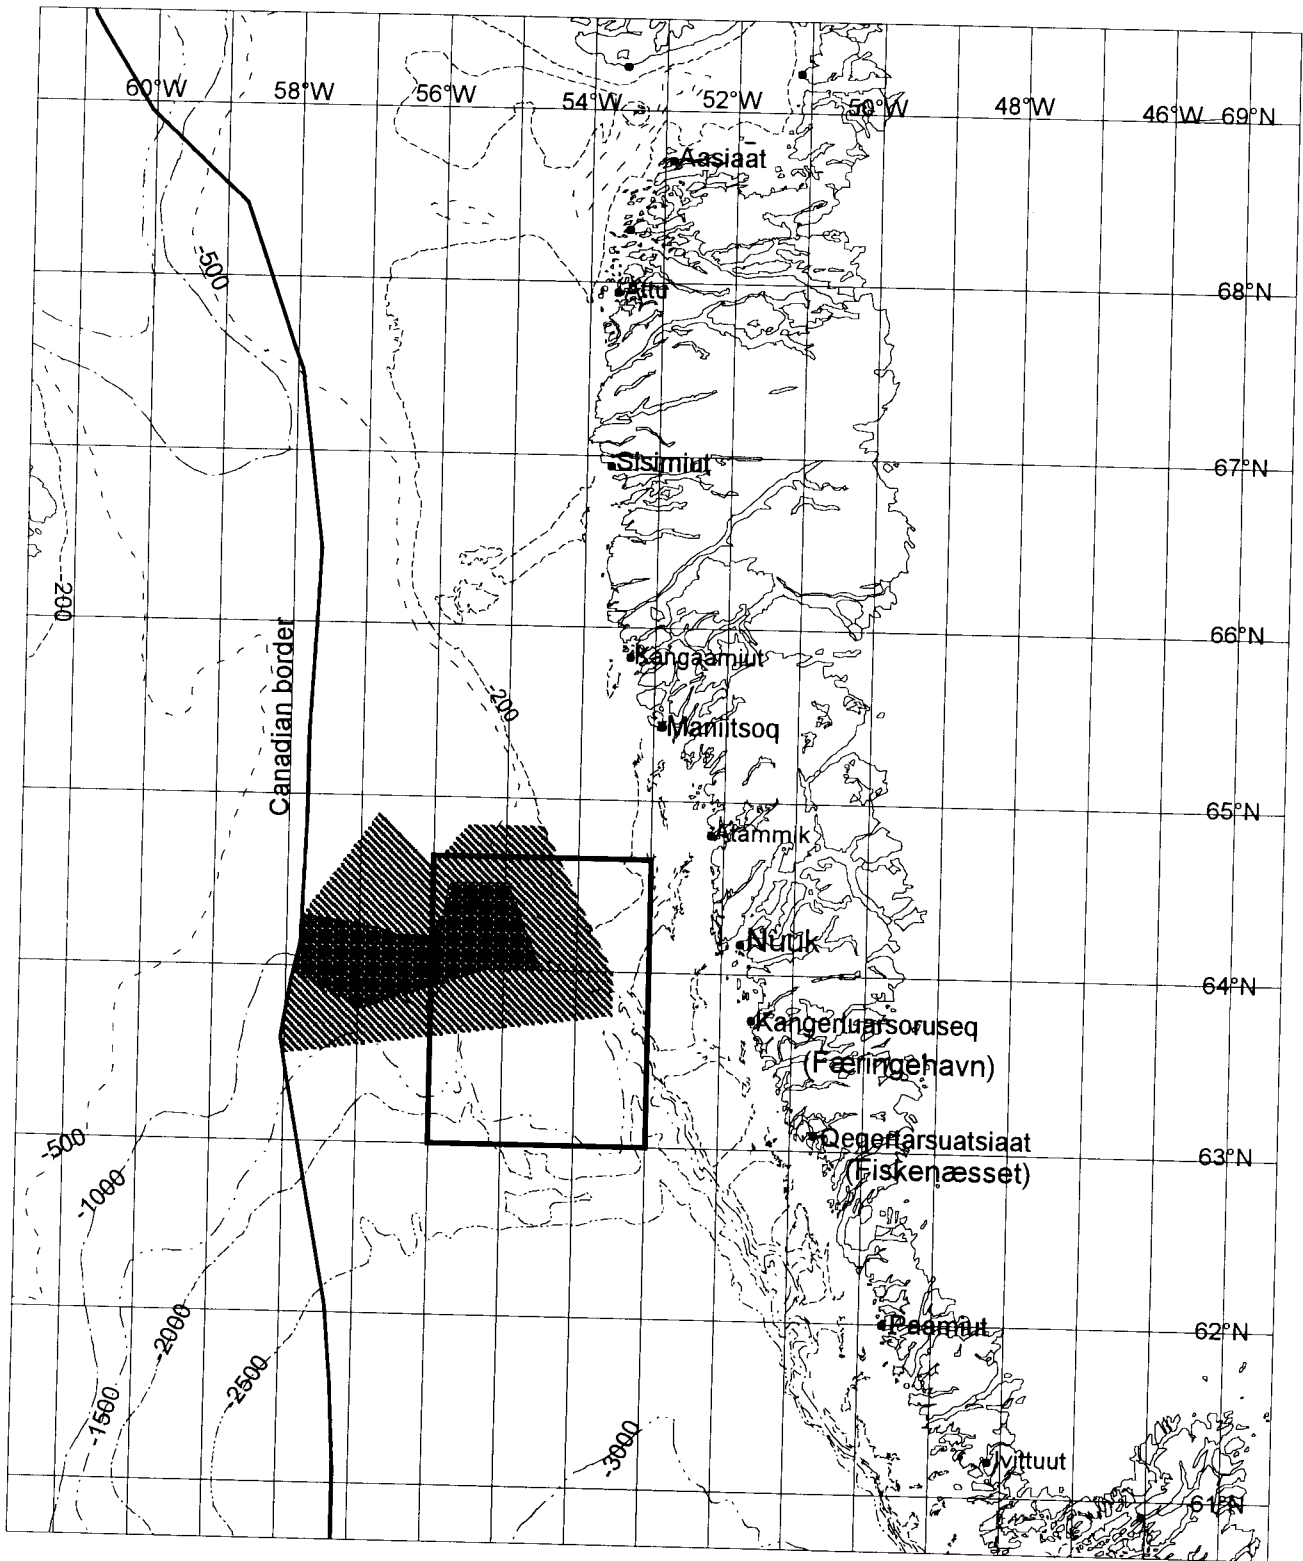 60°W 58°W 56°W 54°W 52°W 50°W 48°W 46°W 69°N
Aasiaat
-500
Attu
68°N
Sisimiut
67°N
-200
66°N
Canadian border
Kangaamiut
-200
Maniitsoq
65°N
Atammik
Nuuk
64°N
Kangerluarsoruseq
(Færingehavn)
-500
Qeqertarsuatsiaat
63°N
(Fiskenæsset)
-1000
Paamiut
62°N
-2000
-2500
-1500
-3000
Ivittuut
61°N